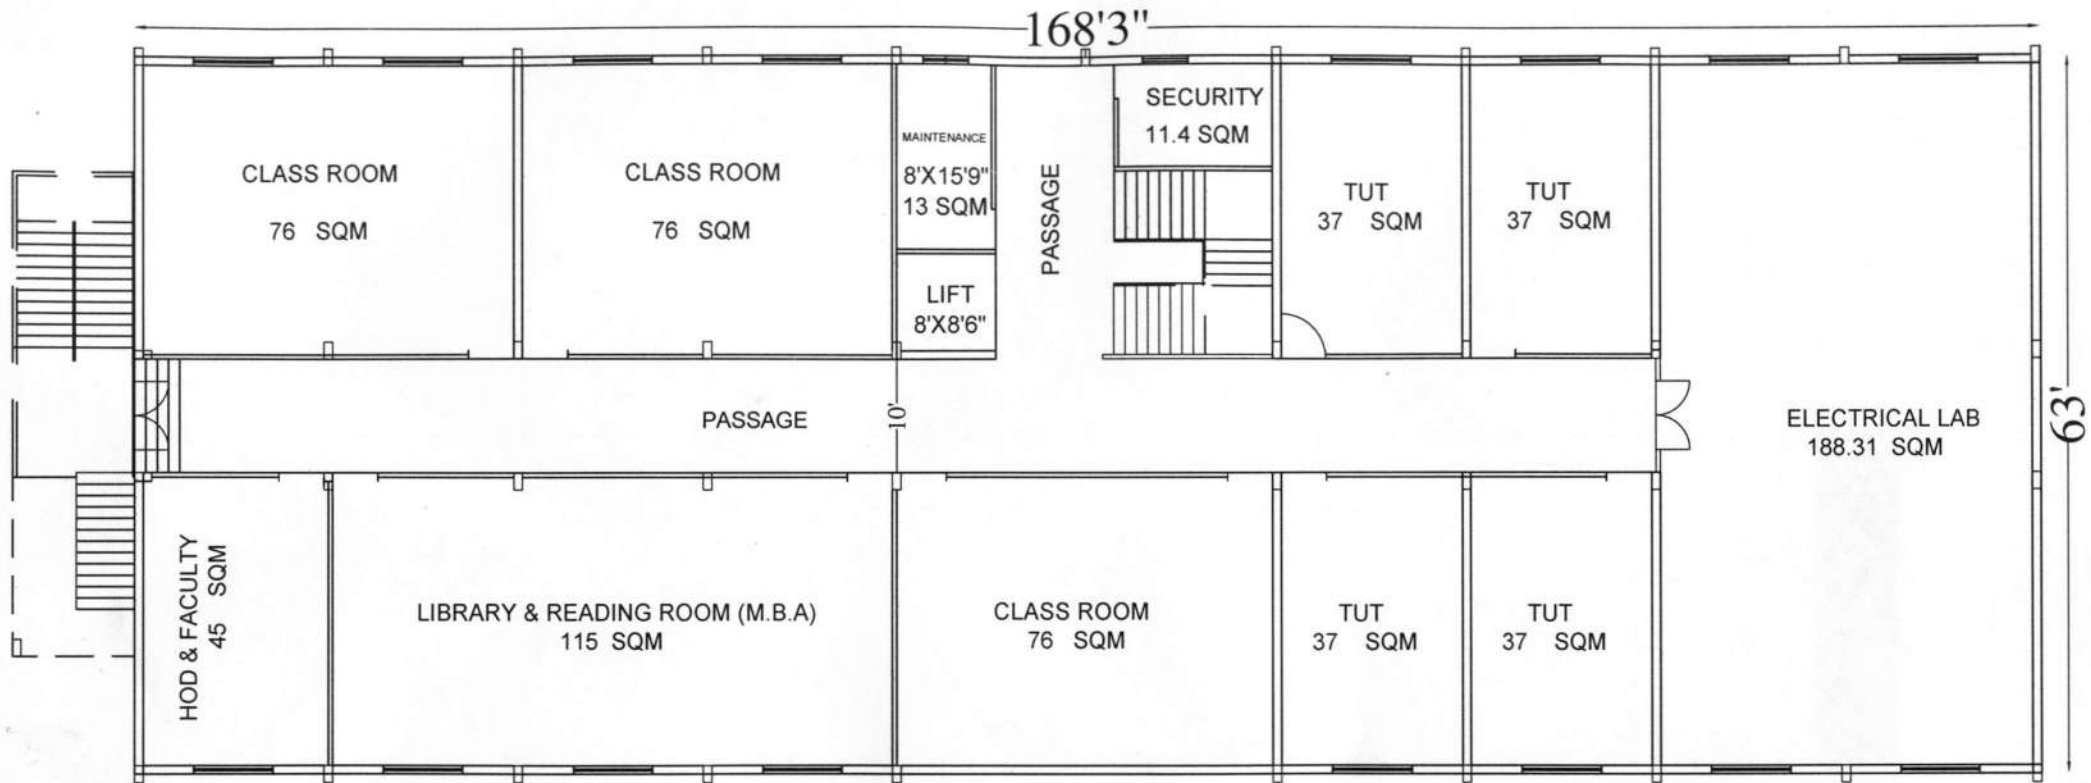 168'3"
CLASS ROOM
76 SQM
CLASS ROOM
76 SQM
MAINTENANCE
8'X15'9"
13 SQM
LIFT
8'X8'6"
PASSAGE
SECURITY
11.4 SQM
TUT
37 SQM
TUT
37 SQM
PASSAGE
10'
ELECTRICAL LAB
188.31 SQM
63'
HOD & FACULTY
45 SQM
LIBRARY & READING ROOM (M.B.A)
115 SQM
CLASS ROOM
76 SQM
TUT
37 SQM
TUT
37 SQM